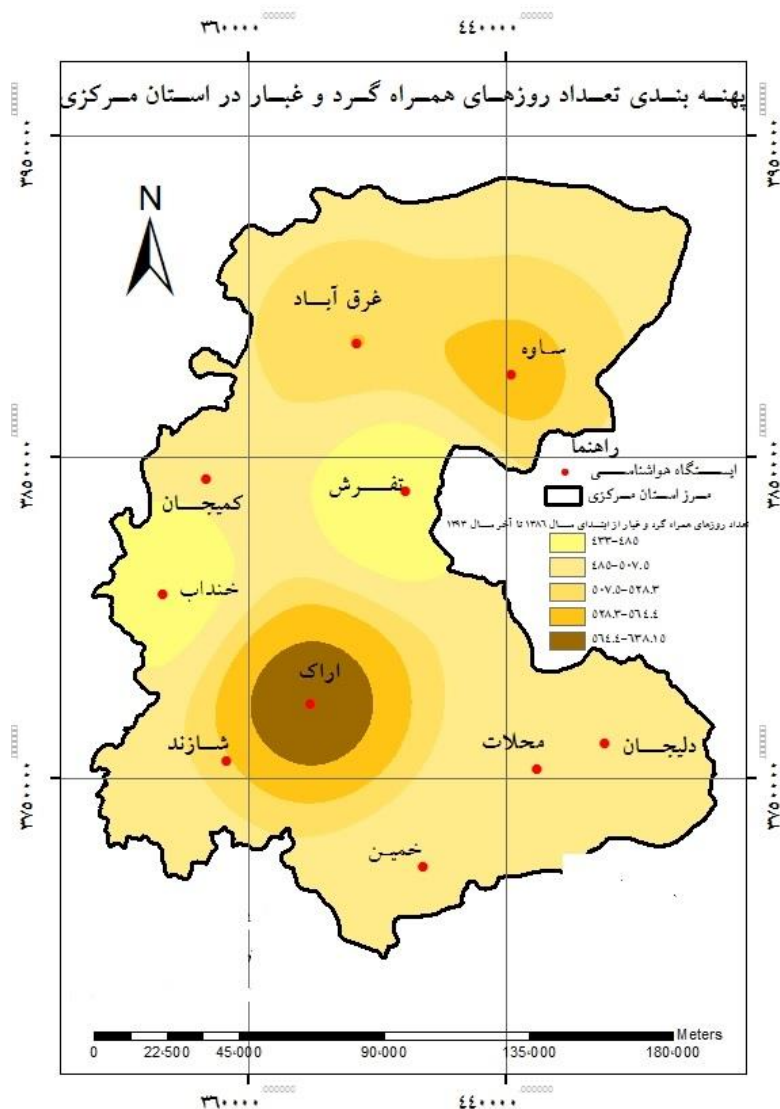 ۳۶۰۰۰۰ ۴۴۰۰۰۰
پهنه بندی تعداد روزهای همراه گرد و غبار در استان مرکزی
۳۹۵۰۰۰۰ ۳۹۵۰۰۰۰
N
غرق آباد
ساوه
۳۸۵۰۰۰۰ ۳۸۵۰۰۰۰
راهنما
ایستگاه هواشناسی
مرز استان مرکزی
تعداد روزهای همراه گرد و غبار از ابتدای سال ۱۳۸۶ تا آخر سال ۱۳۹۳
۴۳۳-۴۸۵
۴۸۵-۵۰۷.۵
۵۰۷.۵-۵۲۸.۳
۵۲۸.۳-۵۶۴.۴
۵۶۴.۴-۶۳۸.۱۵
تفرش
کمیجان
خنداب
اراک
شازند
محلات
دلیجان
خمین
۳۷۵۰۰۰۰ ۳۷۵۰۰۰۰
Meters
0 22·500 45·000 90·000 135·000 180·000
۳۶۰۰۰۰ ۴۴۰۰۰۰